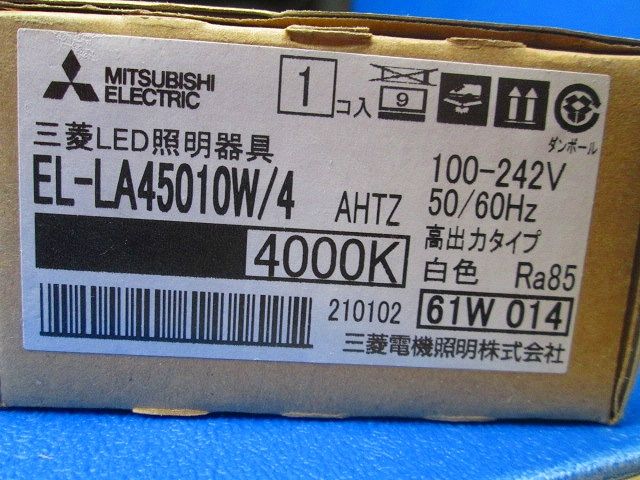 MITSUBISHI
ELECTRIC
1 コ入
9
ダンボール
三菱LED照明器具
EL-LA45010W/4 AHTZ
100-242V
50/60Hz
高出力タイプ
4000K
白色 Ra85
210102
61W 014
三菱電機照明株式会社